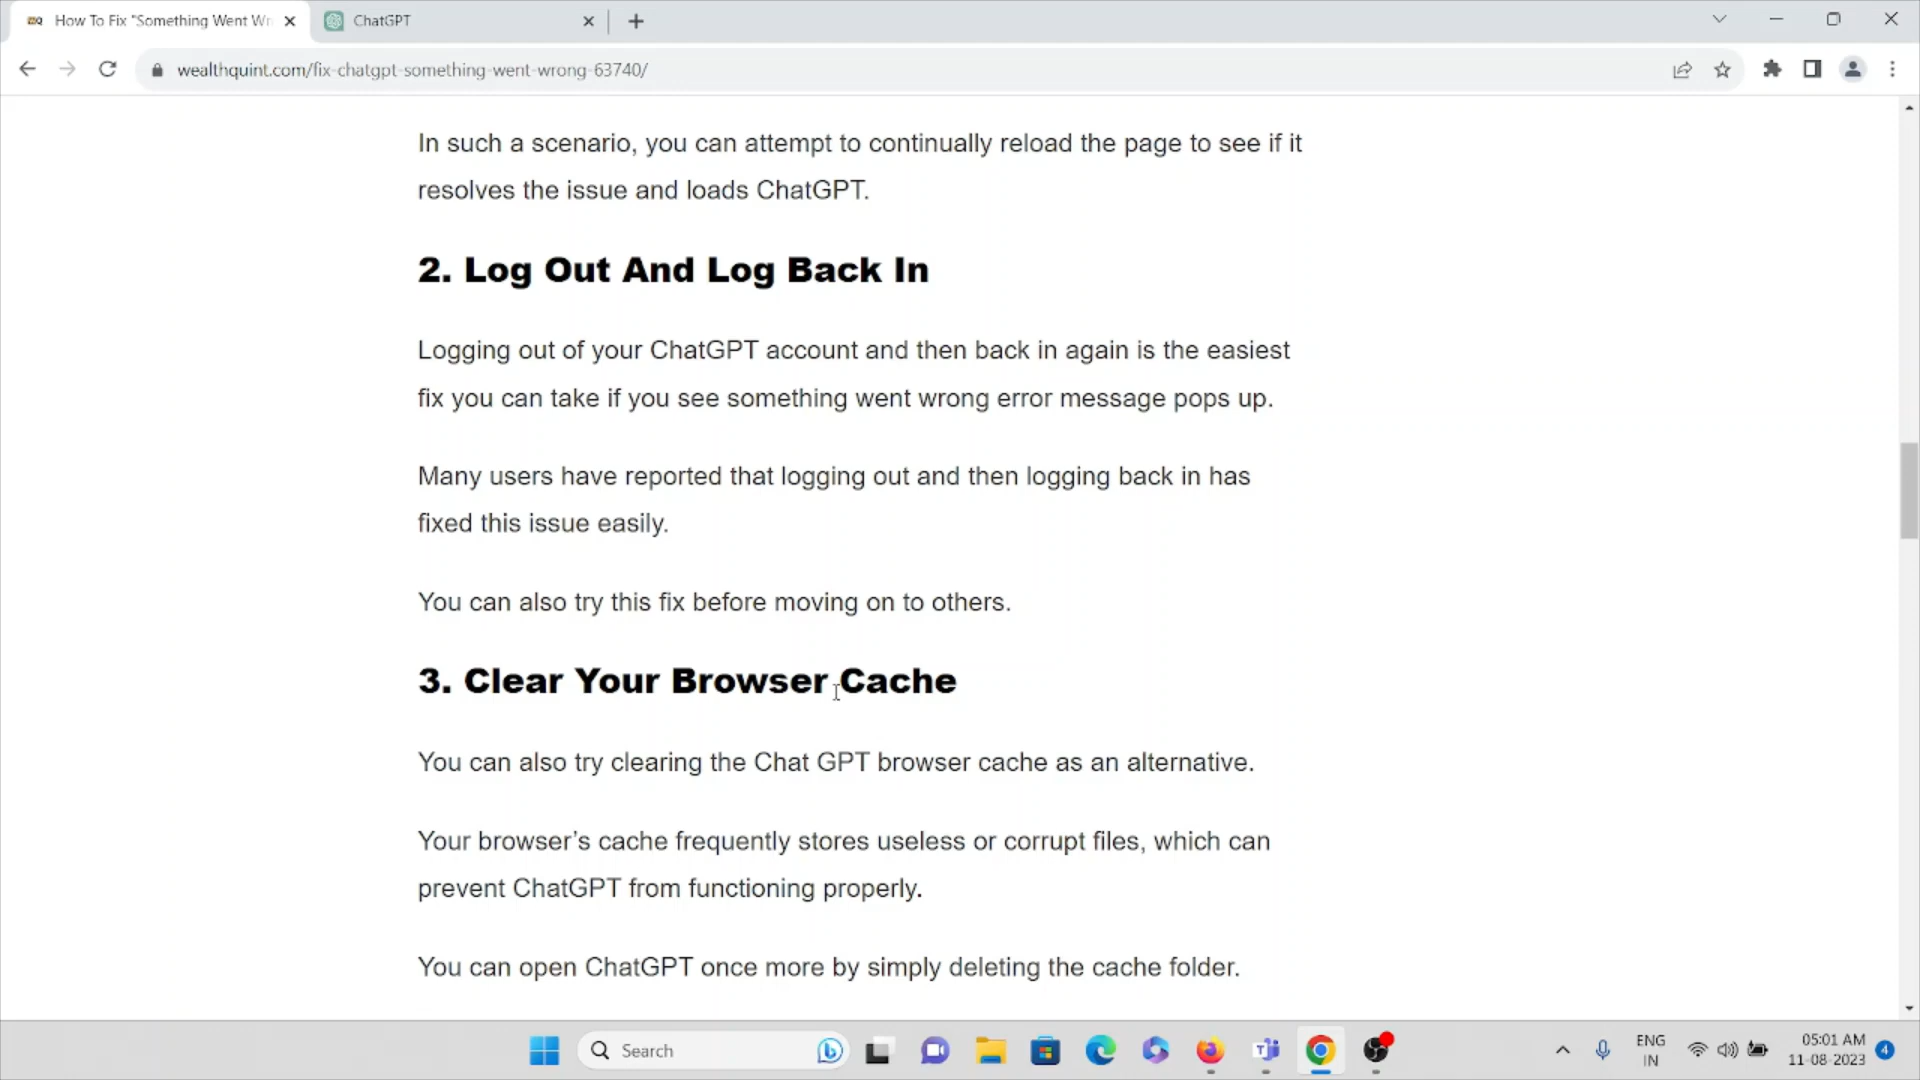 How To Fix "Something Went Wr
ChatGPT
wealthquint.com/fix-chatgpt-something-went-wrong-63740/
In such a scenario, you can attempt to continually reload the page to see if it
resolves the issue and loads ChatGPT.
2. Log Out And Log Back In
Logging out of your ChatGPT account and then back in again is the easiest
fix you can take if you see something went wrong error message pops up.
Many users have reported that logging out and then logging back in has
fixed this issue easily.
You can also try this fix before moving on to others.
3. Clear Your Browser Cache
You can also try clearing the Chat GPT browser cache as an alternative.
Your browser’s cache frequently stores useless or corrupt files, which can
prevent ChatGPT from functioning properly.
You can open ChatGPT once more by simply deleting the cache folder.
Search
ENG
IN
05:01 AM
11-08-2023
4